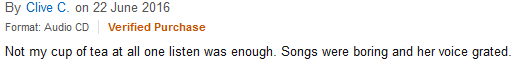 By Clive C. on 22 June 2016
Format: Audio CD | Verified Purchase
Not my cup of tea at all one listen was enough. Songs were boring and her voice grated.